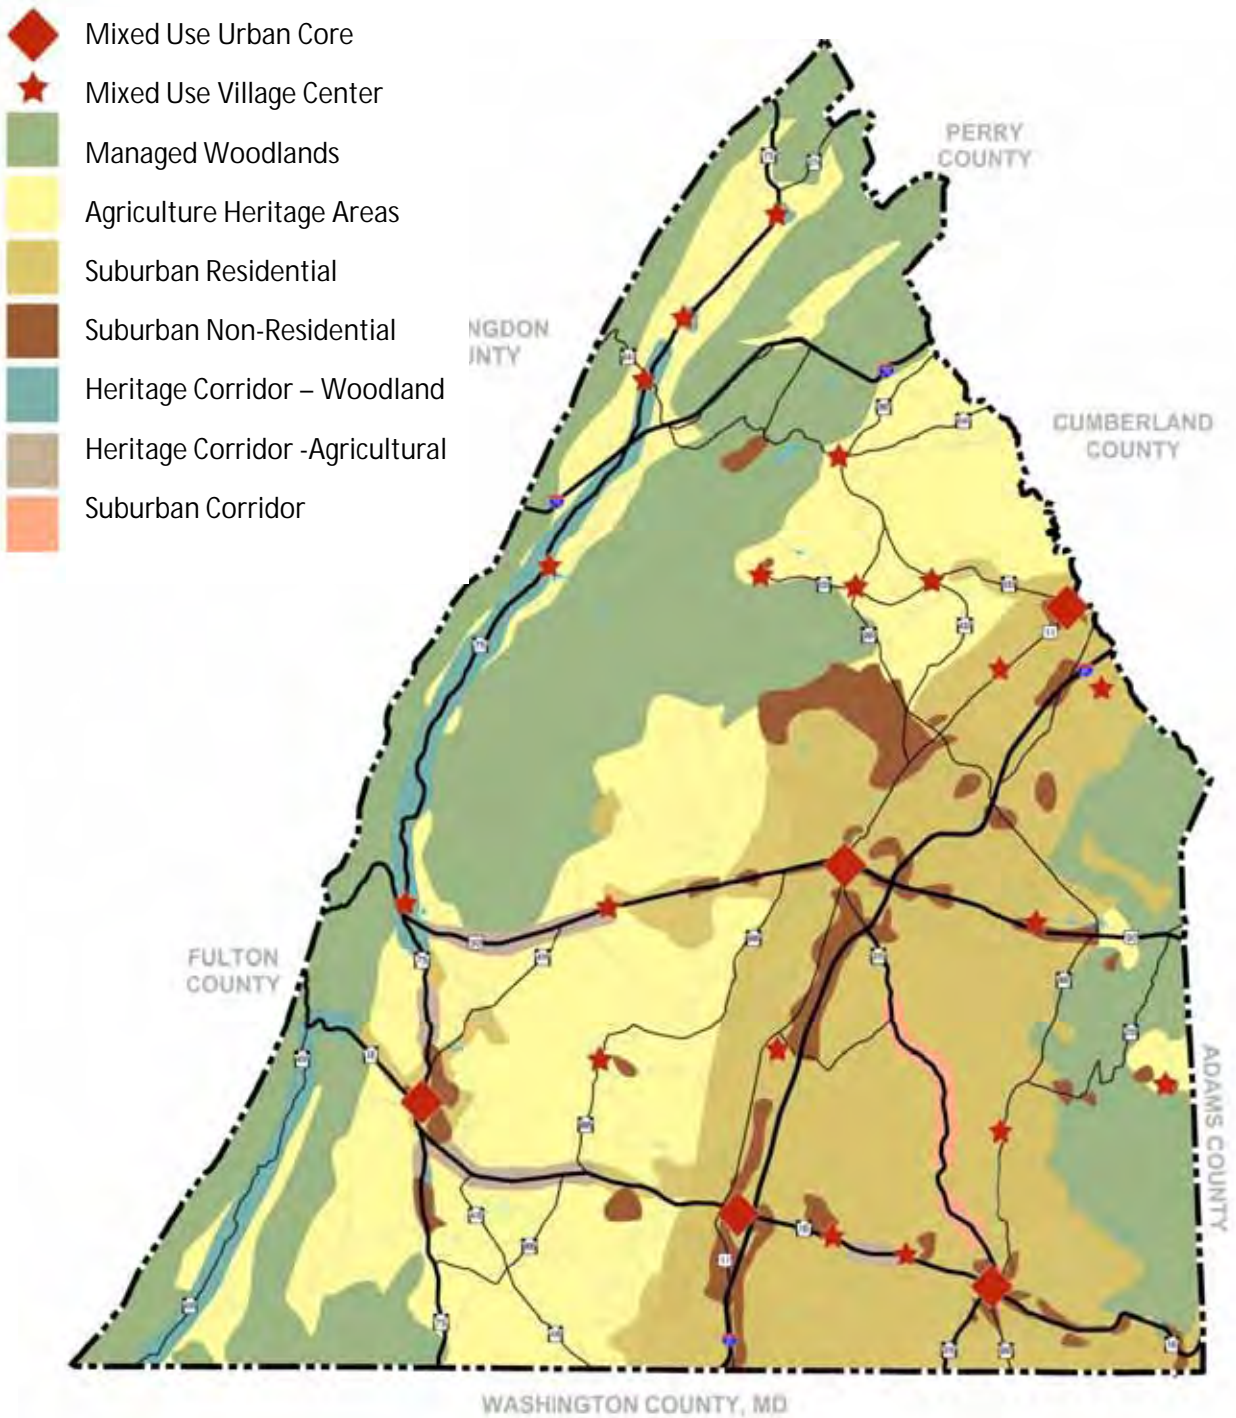 Mixed Use Urban Core
Mixed Use Village Center
Managed Woodlands
Agriculture Heritage Areas
Suburban Residential
Suburban Non-Residential
Heritage Corridor – Woodland
Heritage Corridor -Agricultural
Suburban Corridor
PERRY
COUNTY
NGDON
UNTY
CUMBERLAND
COUNTY
FULTON
COUNTY
ADAMS COUNTY
WASHINGTON COUNTY, MD